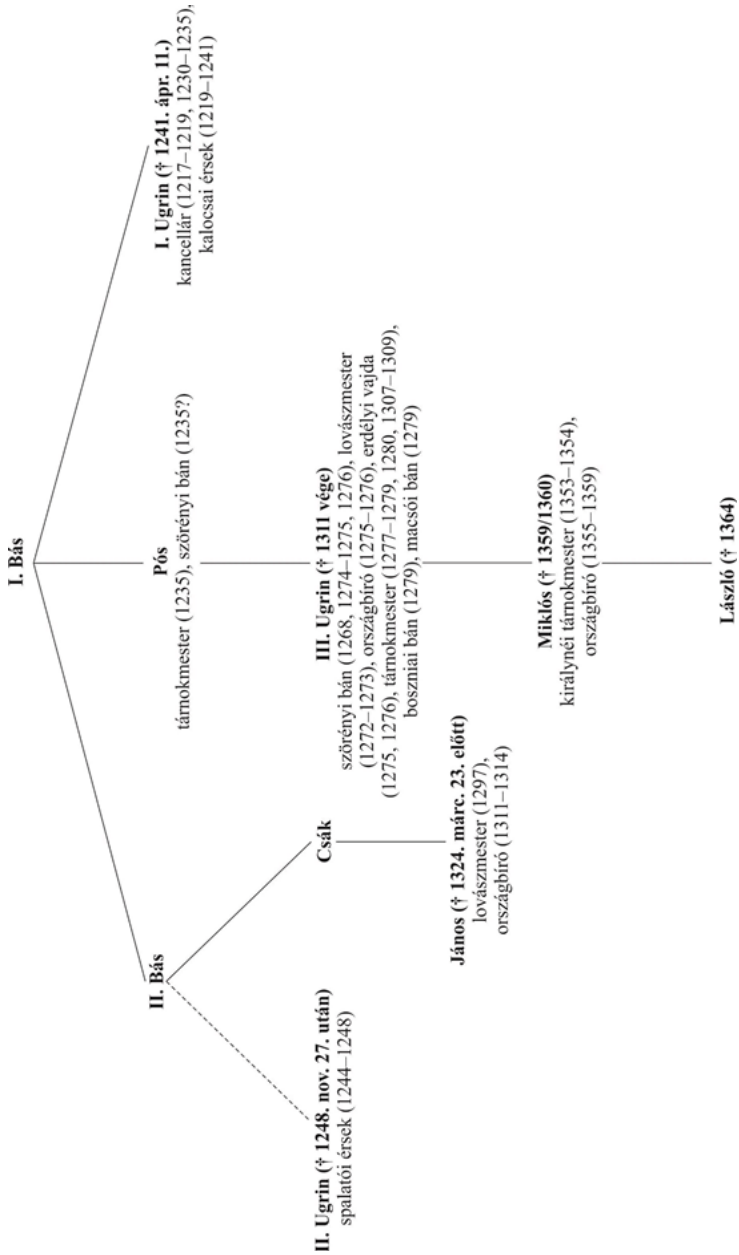 I. Bás
II. Bás
Pós
tárnokmester (1235), szörényi bán (1235?)
I. Ugrin († 1241. ápr. 11.)
kancellár (1217–1219, 1230–1235),
kalocsai érsek (1219–1241)
II. Ugrin († 1248. nov. 27. után)
spalatói érsek (1244–1248)
Csák
III. Ugrin († 1311 vége)
szörényi bán (1268, 1274–1275, 1276), lovászmester
(1272–1273), országbíró (1275–1276), erdélyi vajda
(1275, 1276), tárnokmester (1277–1279, 1280, 1307–1309),
boszniai bán (1279), macsói bán (1279)
János († 1324. márc. 23. előtt)
lovászmester (1297),
országbíró (1311–1314)
Miklós († 1359/1360)
királynéi tárnokmester (1353–1354),
országbíró (1355–1359)
László († 1364)